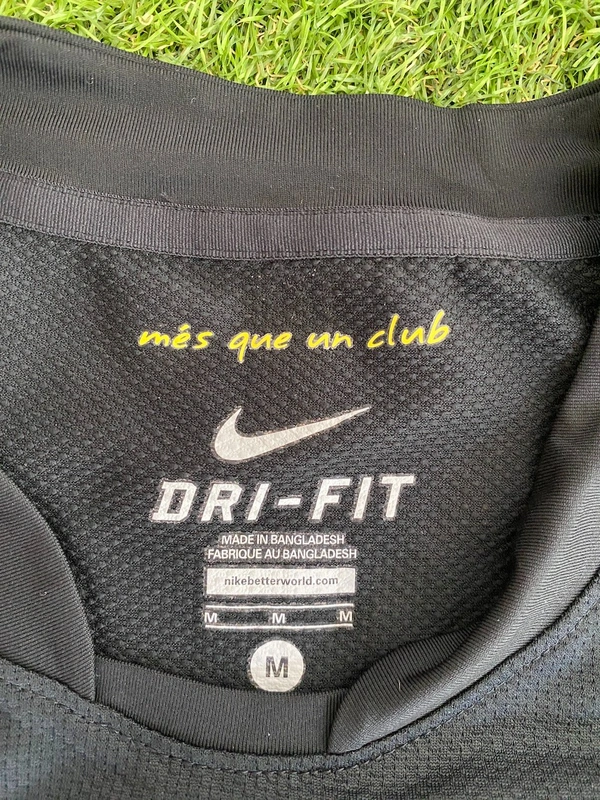 més que un club
DRI-FIT
MADE IN BANGLADESH
FABRIQUE AU BANGLADESH
nikebetterworld.com
M M M
M